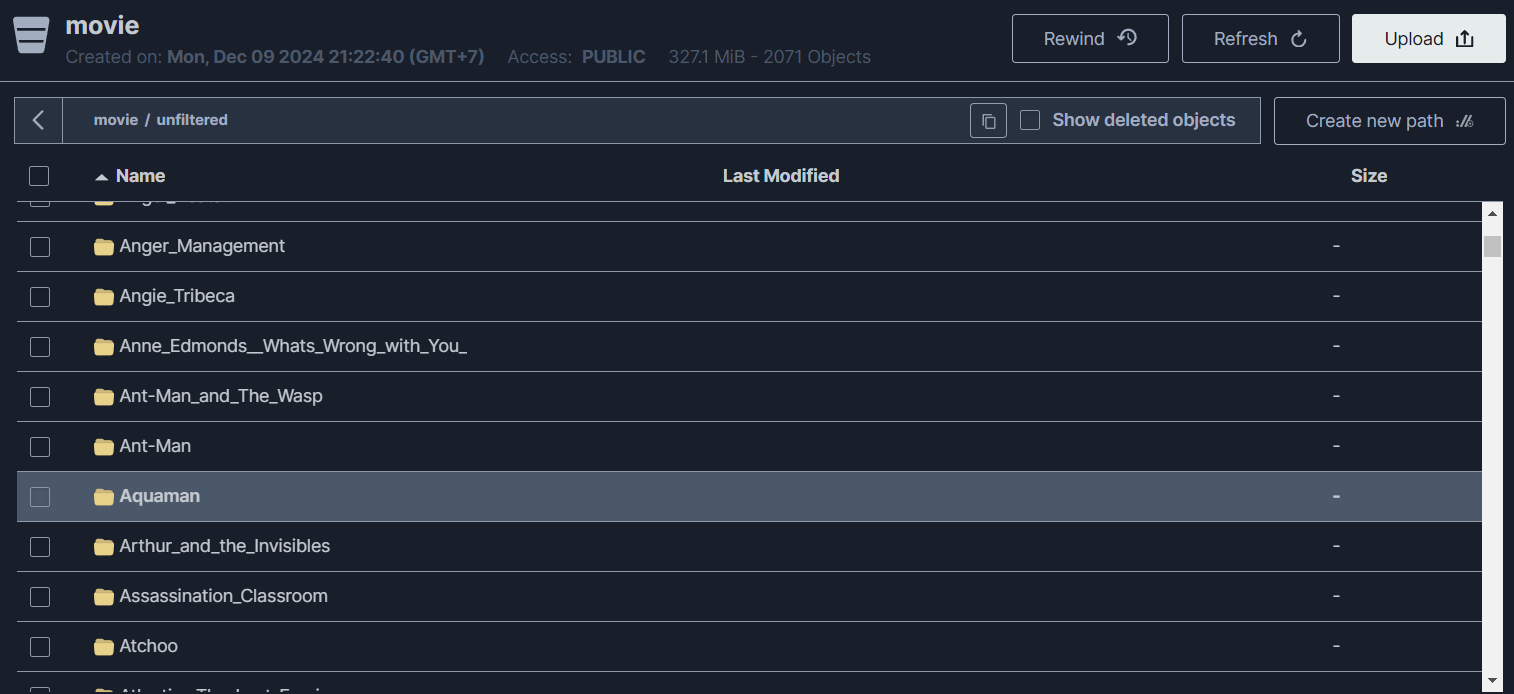 movie
Created on: Mon, Dec 09 2024 21:22:40 (GMT+7) Access: PUBLIC 327.1 MiB - 2071 Objects
Rewind Refresh Upload
movie / unfiltered Show deleted objects Create new path
Name Last Modified Size
Anger_Management -
Angie_Tribeca -
Anne_Edmonds__Whats_Wrong_with_You_ -
Ant-Man_and_The_Wasp -
Ant-Man -
Aquaman -
Arthur_and_the_Invisibles -
Assassination_Classroom -
Atchoo -